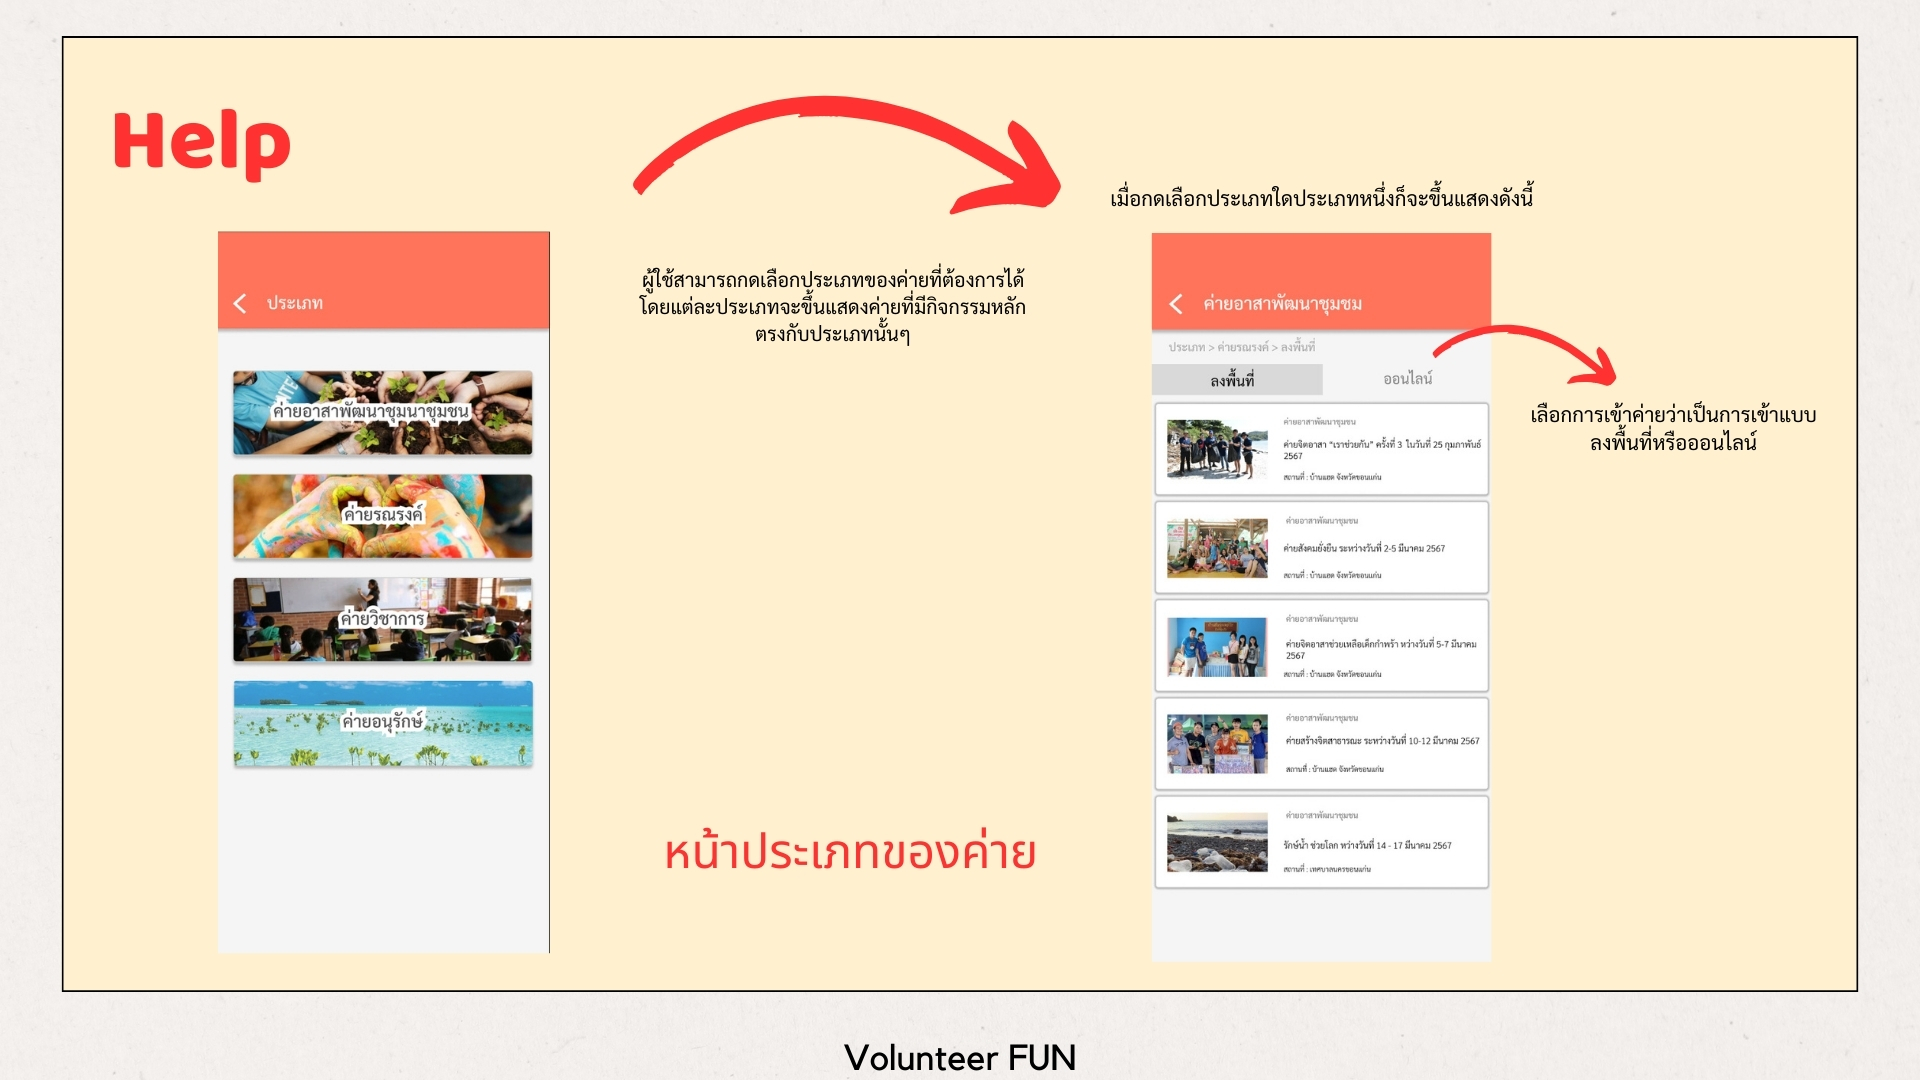 Help
เมื่อกดเลือกประเภทใดประเภทหนึ่งก็จะขึ้นแสดงดังนี้
ผู้ใช้สามารถกดเลือกประเภทของค่ายที่ต้องการได้
โดยแต่ละประเภทจะขึ้นแสดงค่ายที่มีกิจกรรมหลัก
ตรงกับประเภทนั้นๆ
ประเภท
ค่ายอาสาพัฒนาชุมนาชุมชน
ค่ายรณรงค์
ค่ายวิชาการ
ค่ายอนุรักษ์
หน้าประเภทของค่าย
ค่ายอาสาพัฒนาชุมชม
ประเภท > ค่ายรณรงค์ > ลงพื้นที่
ลงพื้นที่
ออนไลน์
เลือกการเข้าค่ายว่าเป็นการเข้าแบบ
ลงพื้นที่หรือออนไลน์
ค่ายอาสาพัฒนาชุมชน
ค่ายจิตอาสา "เราช่วยกัน" ครั้งที่ 3 ในวันที่ 25 กุมภาพันธ์
2567
สถานที่ : บ้านแฮด จังหวัดขอนแก่น
ค่ายอาสาพัฒนาชุมชน
ค่ายสังคมยั่งยืน ระหว่างวันที่ 2-5 มีนาคม 2567
สถานที่ : บ้านแฮด จังหวัดขอนแก่น
ค่ายอาสาพัฒนาชุมชน
ค่ายจิตอาสาช่วยเหลือเด็กกำพร้า หว่างวันที่ 5-7 มีนาคม
2567
สถานที่ : บ้านแฮด จังหวัดขอนแก่น
ค่ายอาสาพัฒนาชุมชน
ค่ายสร้างจิตสาธารณะ ระหว่างวันที่ 10-12 มีนาคม 2567
สถานที่ : บ้านแฮด จังหวัดขอนแก่น
ค่ายอาสาพัฒนาชุมชน
รักษ์น้ำ ช่วยโลก หว่างวันที่ 14 - 17 มีนาคม 2567
สถานที่ : เทศบาลนครขอนแก่น
Volunteer FUN